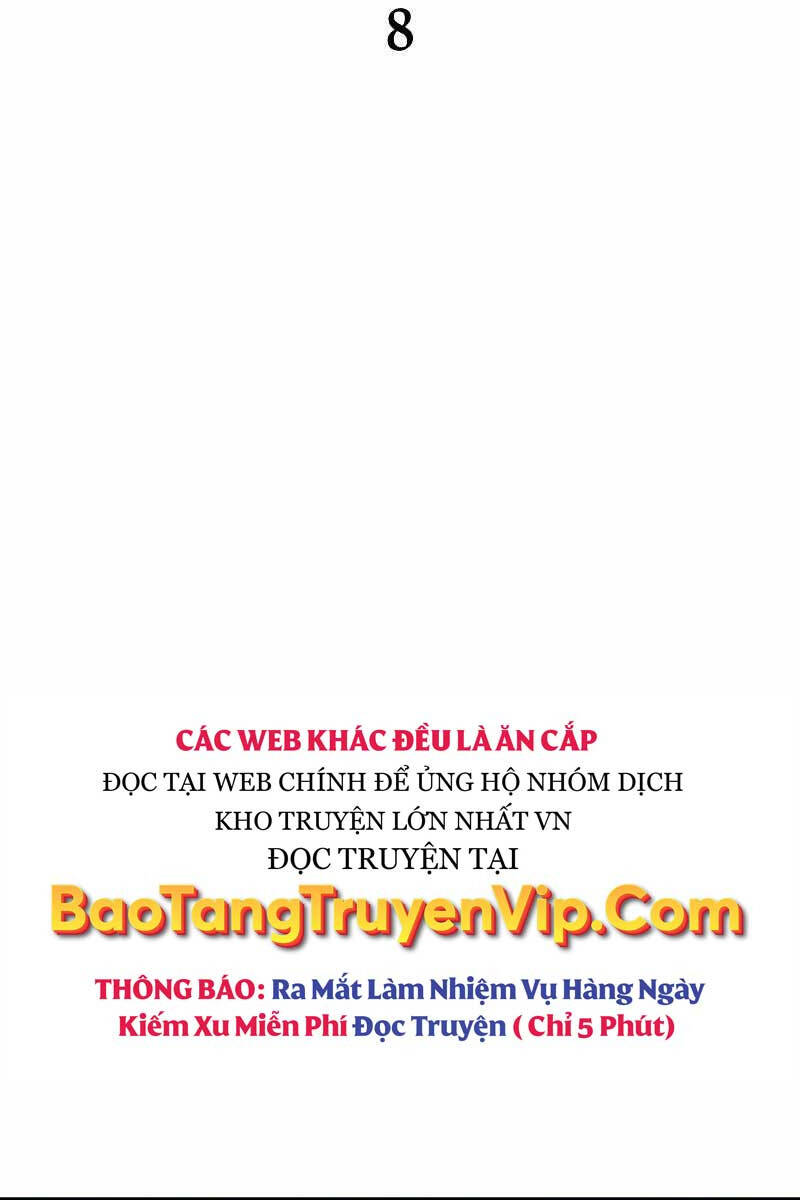 8
CÁC WEB KHÁC ĐỀU LÀ ĂN CẮP
ĐỌC TẠI WEB CHÍNH ĐỂ ỦNG HỘ NHÓM DỊCH
KHO TRUYỆN LỚN NHẤT VN
ĐỌC TRUYỆN TẠI
BaoTangTruyenVip.Com
THÔNG BÁO: Ra Mắt Làm Nhiệm Vụ Hàng Ngày
Kiếm Xu Miễn Phí Đọc Truyện ( Chỉ 5 Phút)